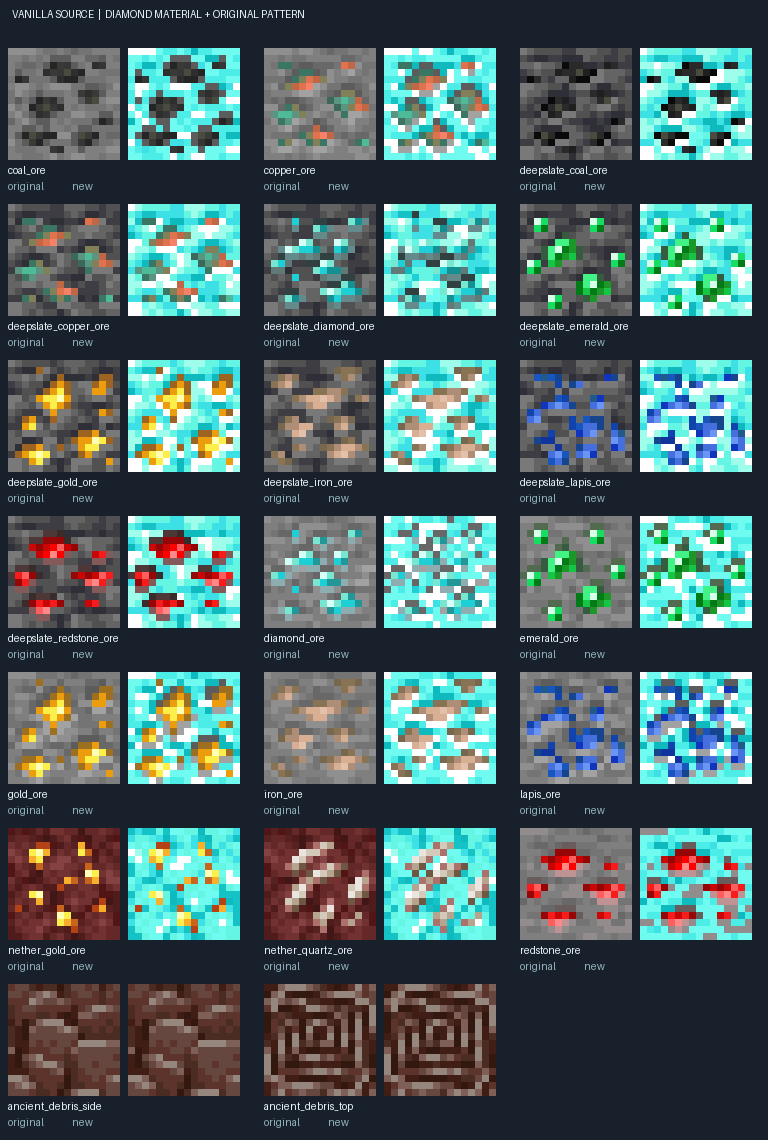 VANILLA SOURCE | DIAMOND MATERIAL + ORIGINAL PATTERN
coal_ore
original new
copper_ore
original new
deepslate_coal_ore
original new
deepslate_copper_ore
original new
deepslate_diamond_ore
original new
deepslate_emerald_ore
original new
deepslate_gold_ore
original new
deepslate_iron_ore
original new
deepslate_lapis_ore
original new
deepslate_redstone_ore
original new
diamond_ore
original new
emerald_ore
original new
gold_ore
original new
iron_ore
original new
lapis_ore
original new
nether_gold_ore
original new
nether_quartz_ore
original new
redstone_ore
original new
ancient_debris_side
original new
ancient_debris_top
original new